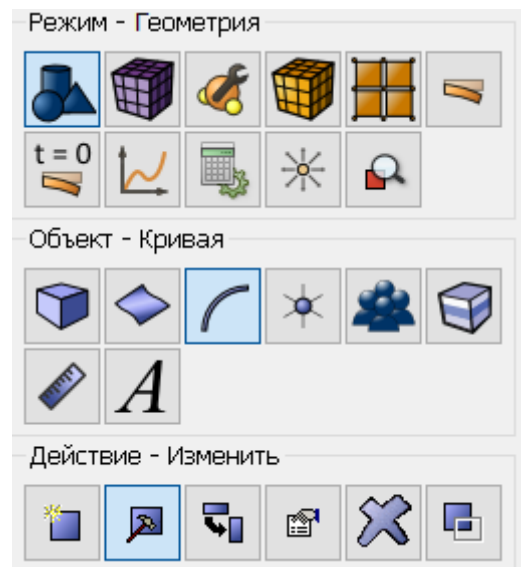 Режим - Геометрия
t = 0
Объект - Кривая
A
Действие - Изменить